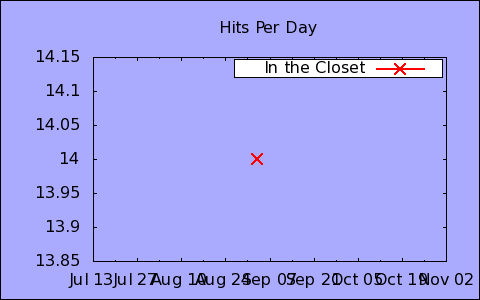 Hits Per Day
14.15
In the Closet
14.1
14.05
14
13.95
13.9
13.85
Jul 13 Jul 27 Aug 10 Aug 24 Sep 07 Sep 20 Oct 05 Oct 19 Nov 02